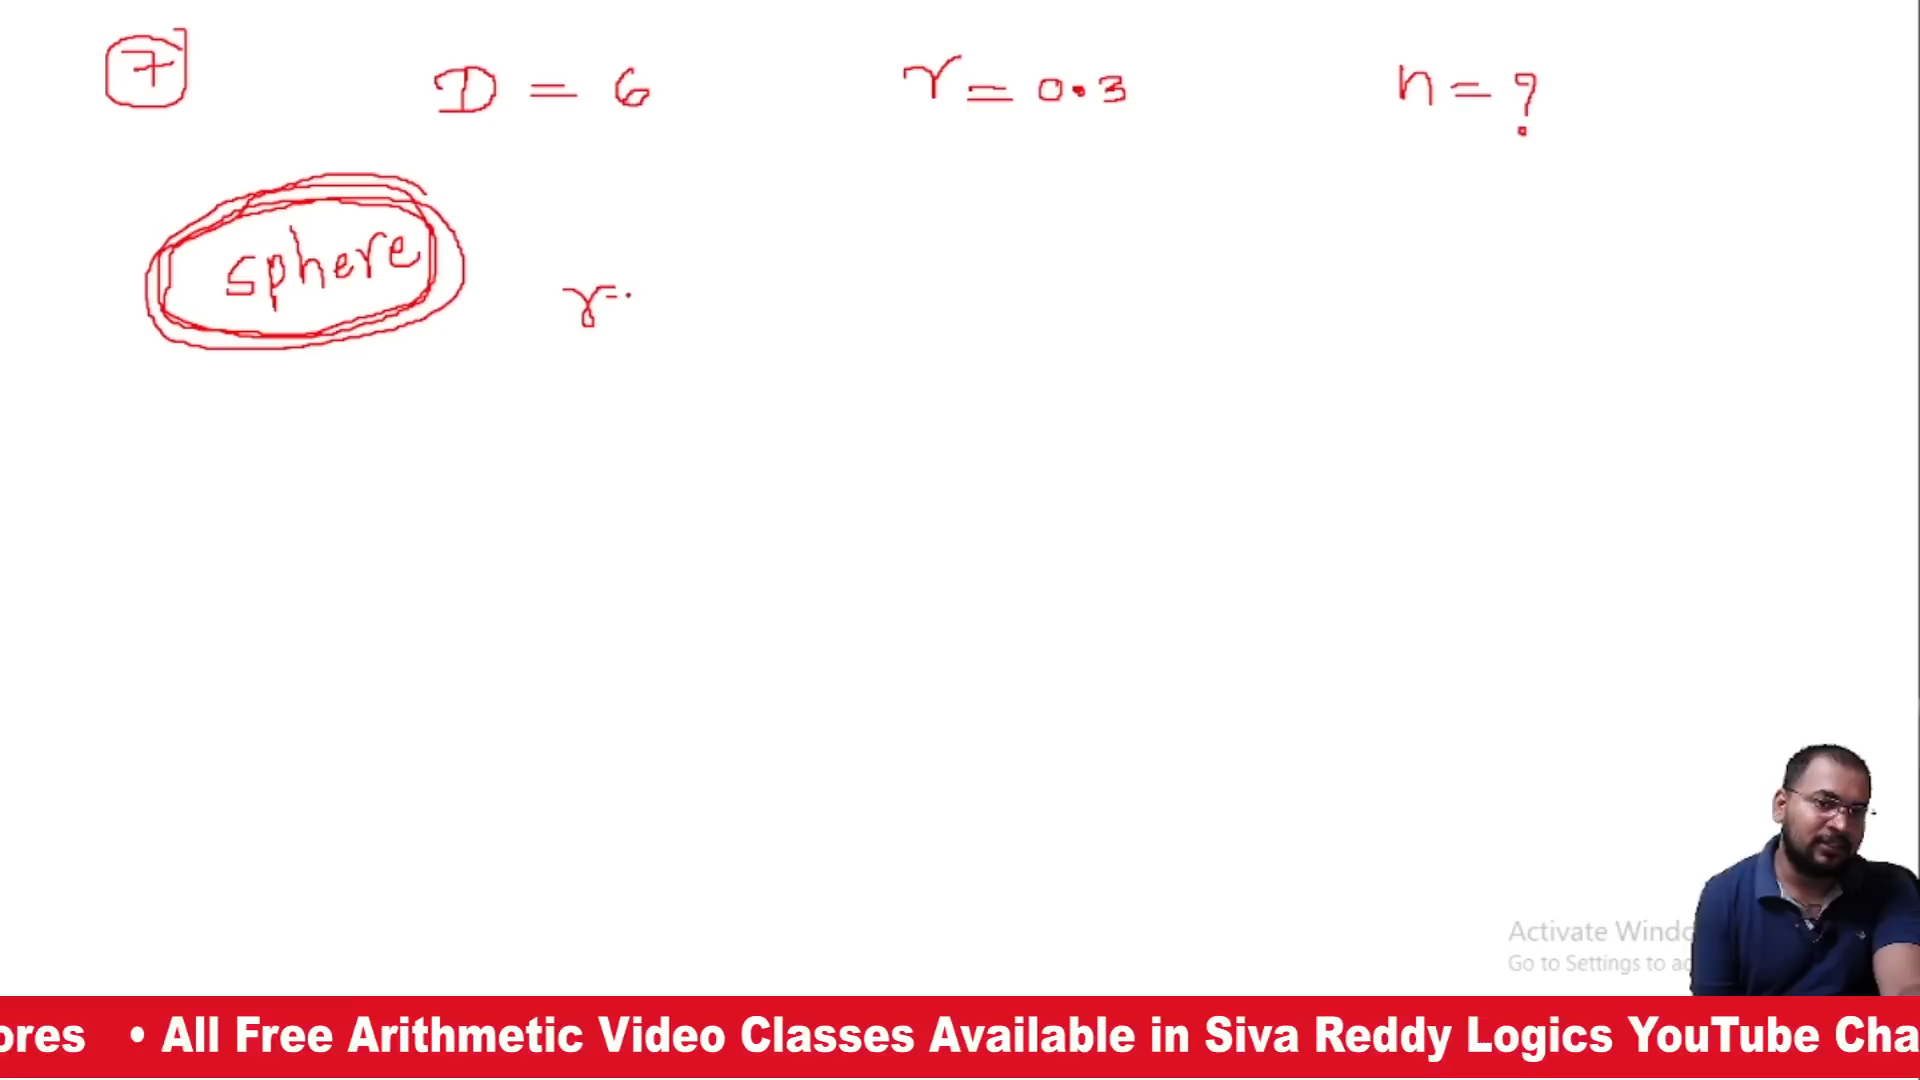 7 D = 6 r = 0.3 n = ?
sphere r=
Activate Windo
Go to Settings to ac
ores • All Free Arithmetic Video Classes Available in Siva Reddy Logics YouTube Cha